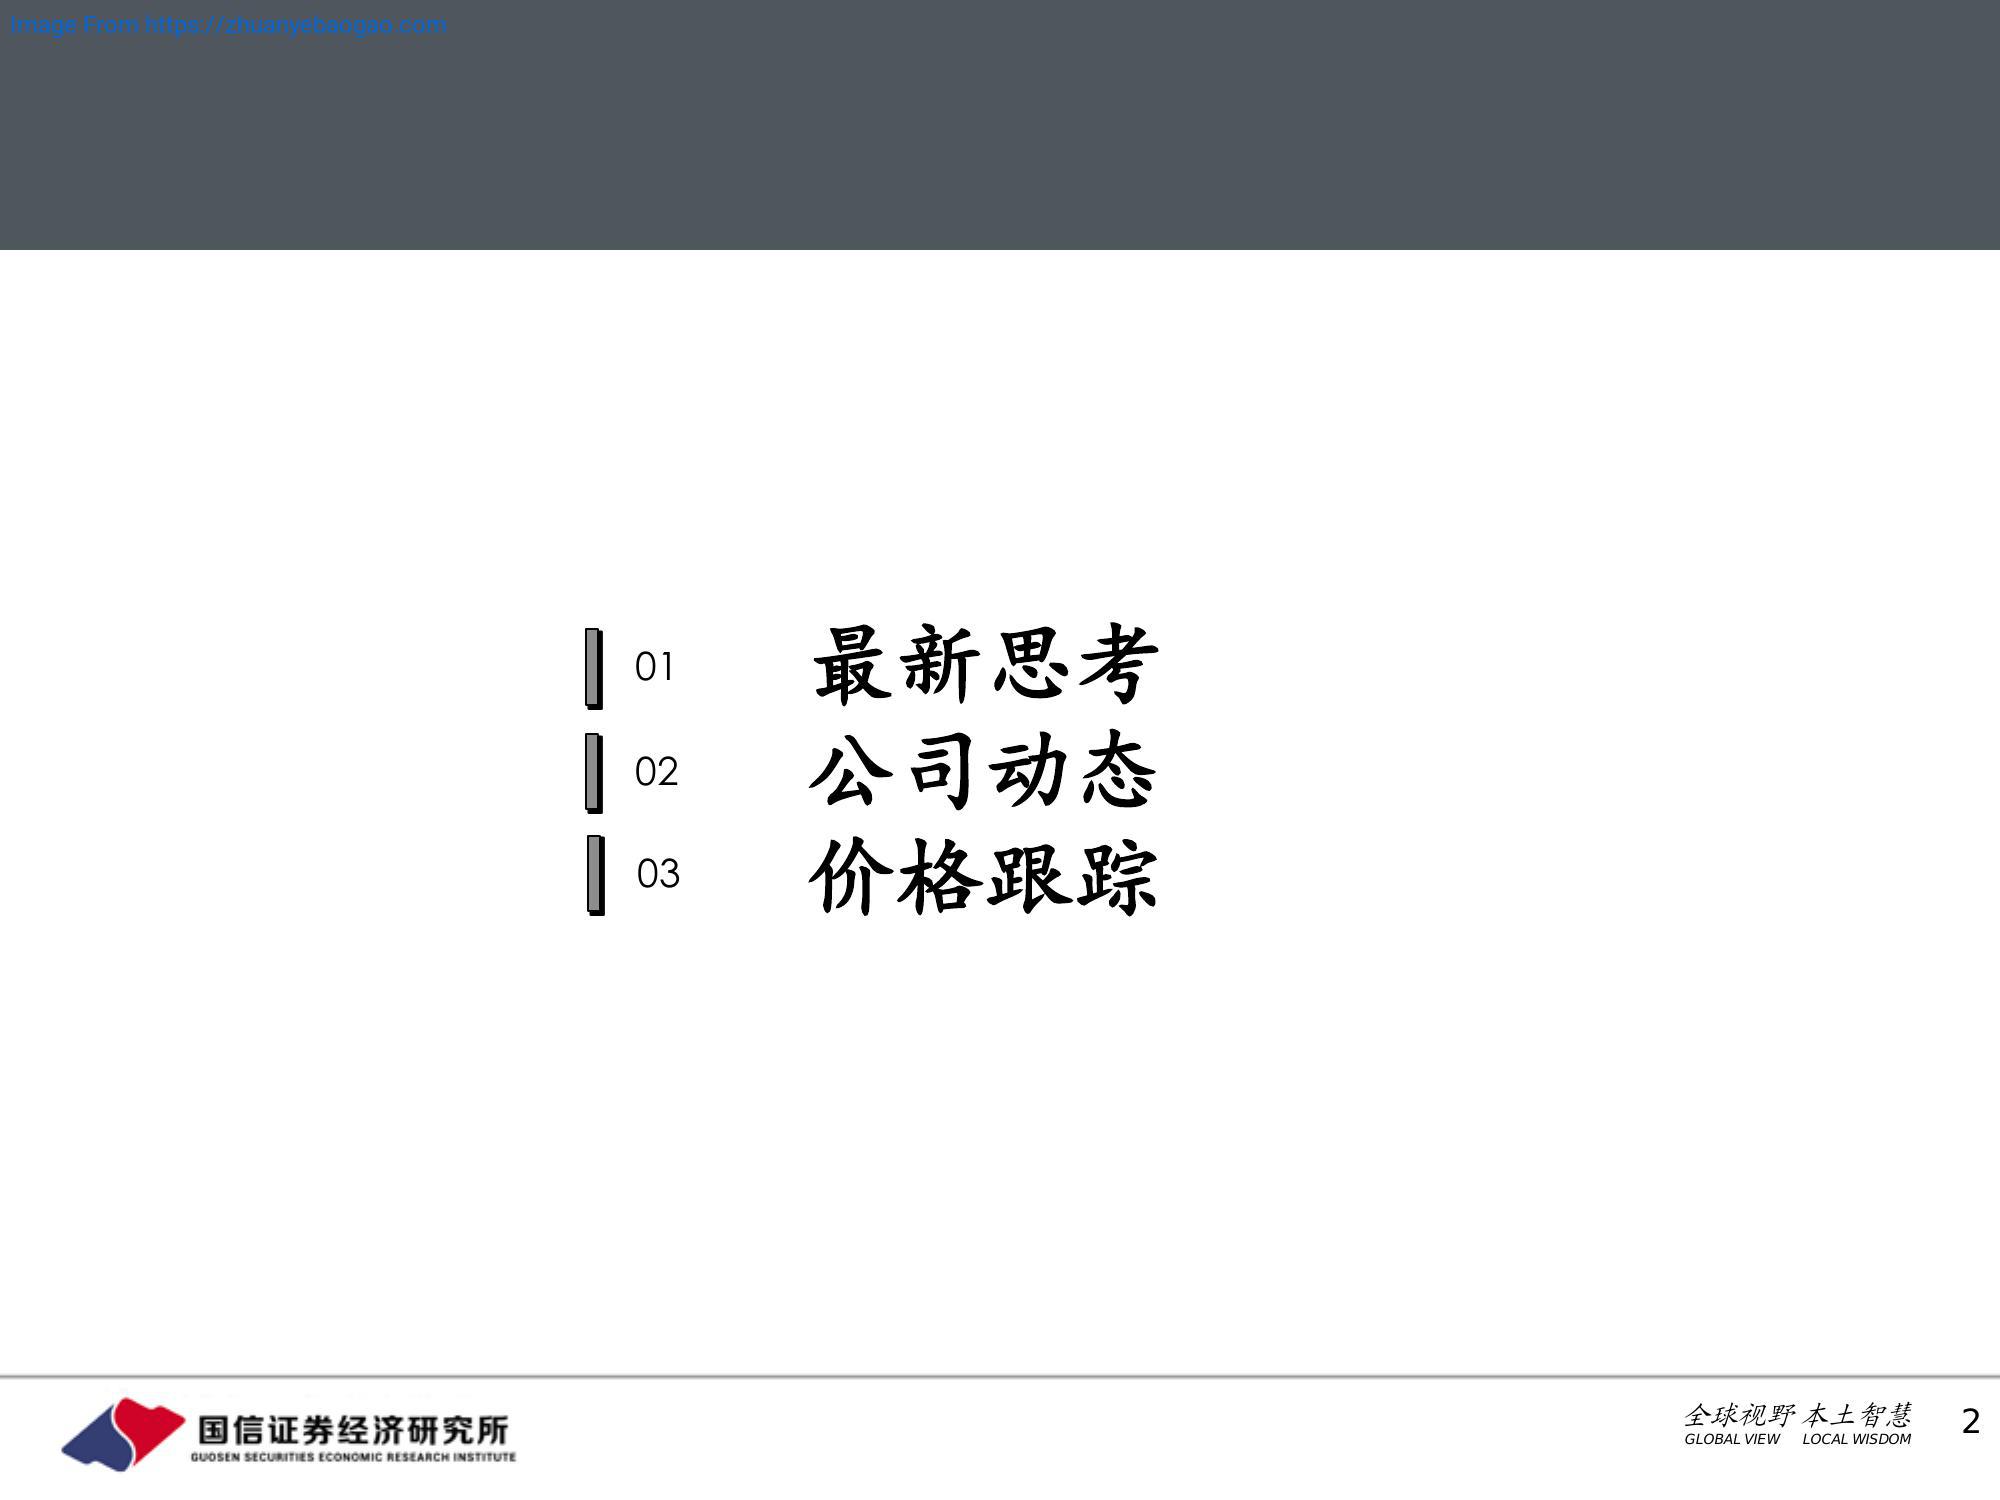 Image From https://zhuanyebaogao.com
01 最新思考
02 公司动态
03 价格跟踪
国信证券经济研究所
GUOSEN SECURITIES ECONOMIC RESEARCH INSTITUTE
全球视野 本土智慧
GLOBAL VIEW LOCAL WISDOM
2